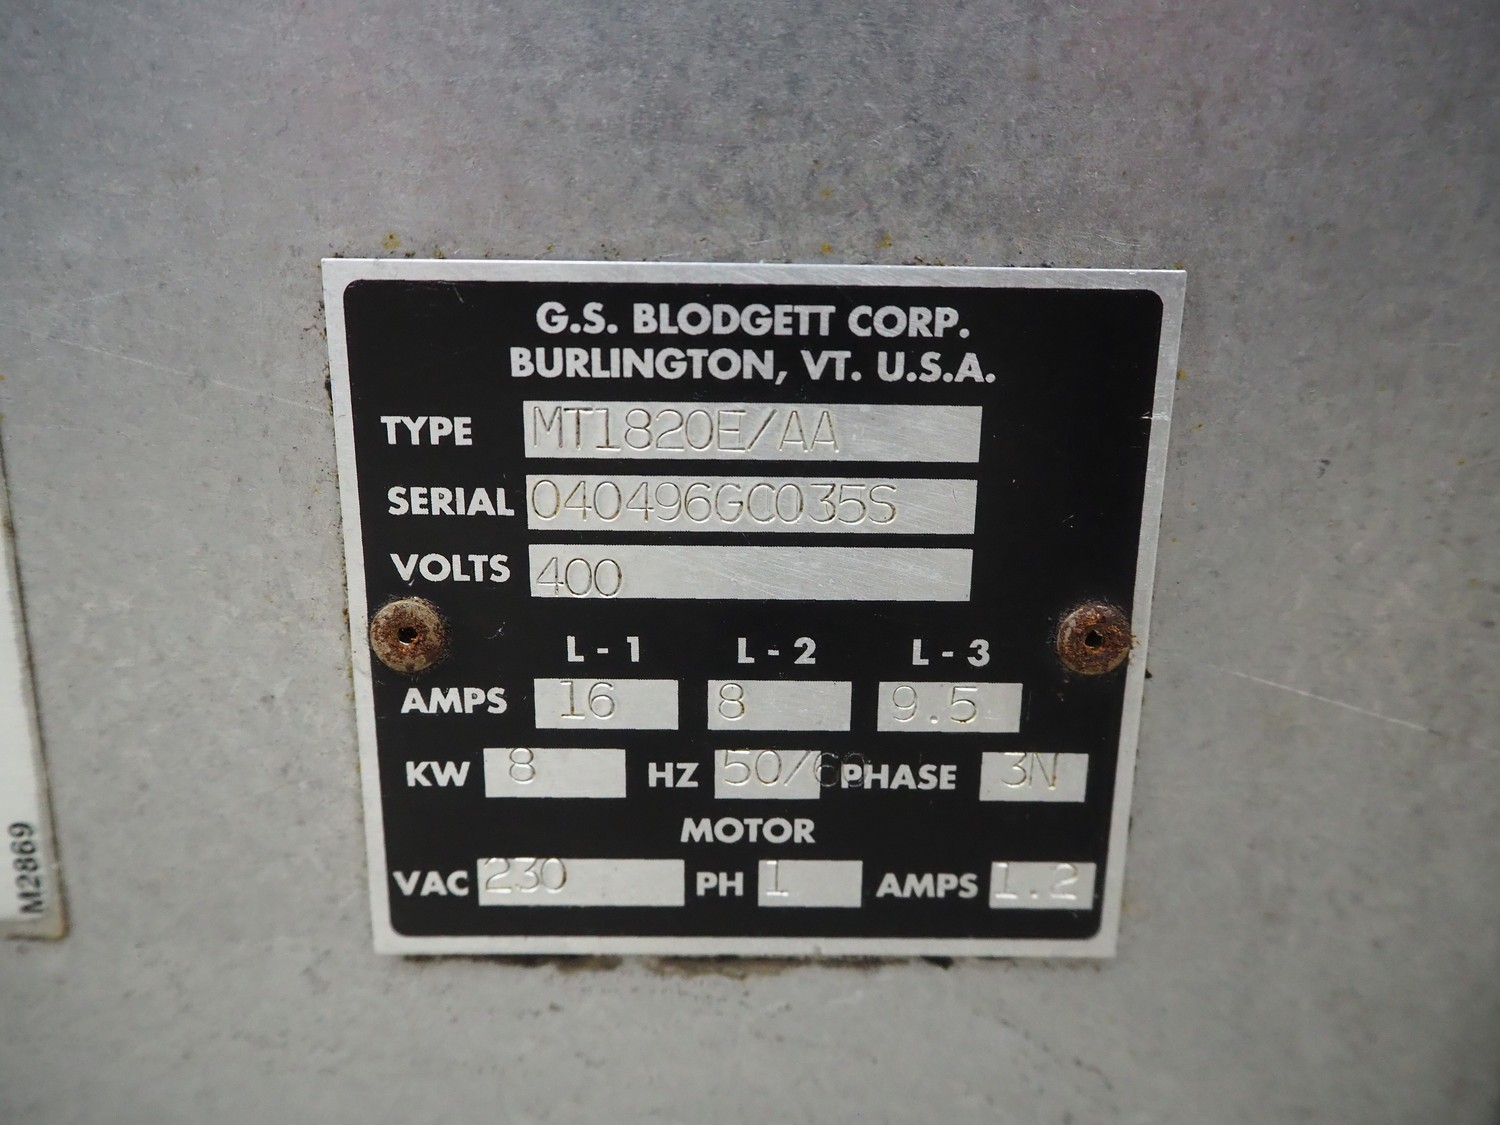 G.S. BLODGETT CORP.
BURLINGTON, VT. U.S.A.
TYPE MT1820E/AA
SERIAL 040496GC035S
VOLTS 400
L-1 L-2 L-3
AMPS 16 8 9.5
KW 8 HZ 50/60 PHASE 3N
MOTOR
VAC 230 PH 1 AMPS 1.2
M2869